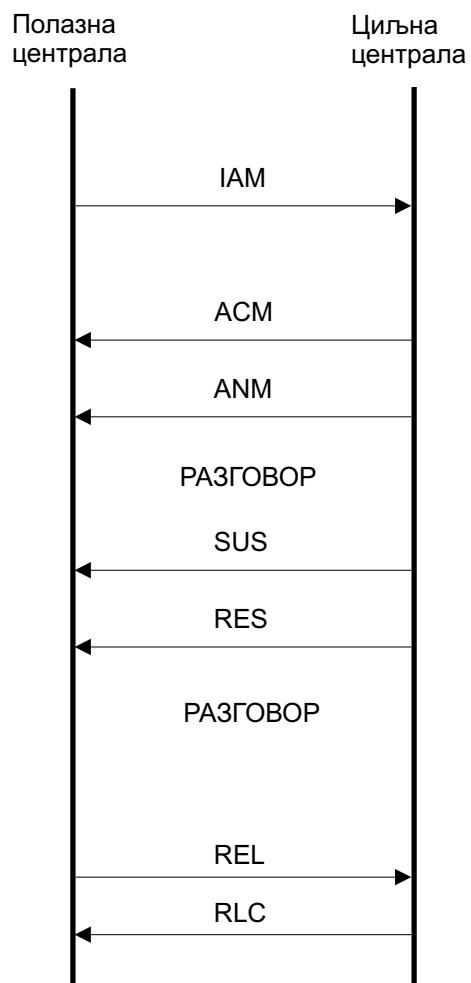 Полазна
централа
Циљна
централа
IAM
ACM
ANM
РАЗГОВОР
SUS
RES
РАЗГОВОР
REL
RLC